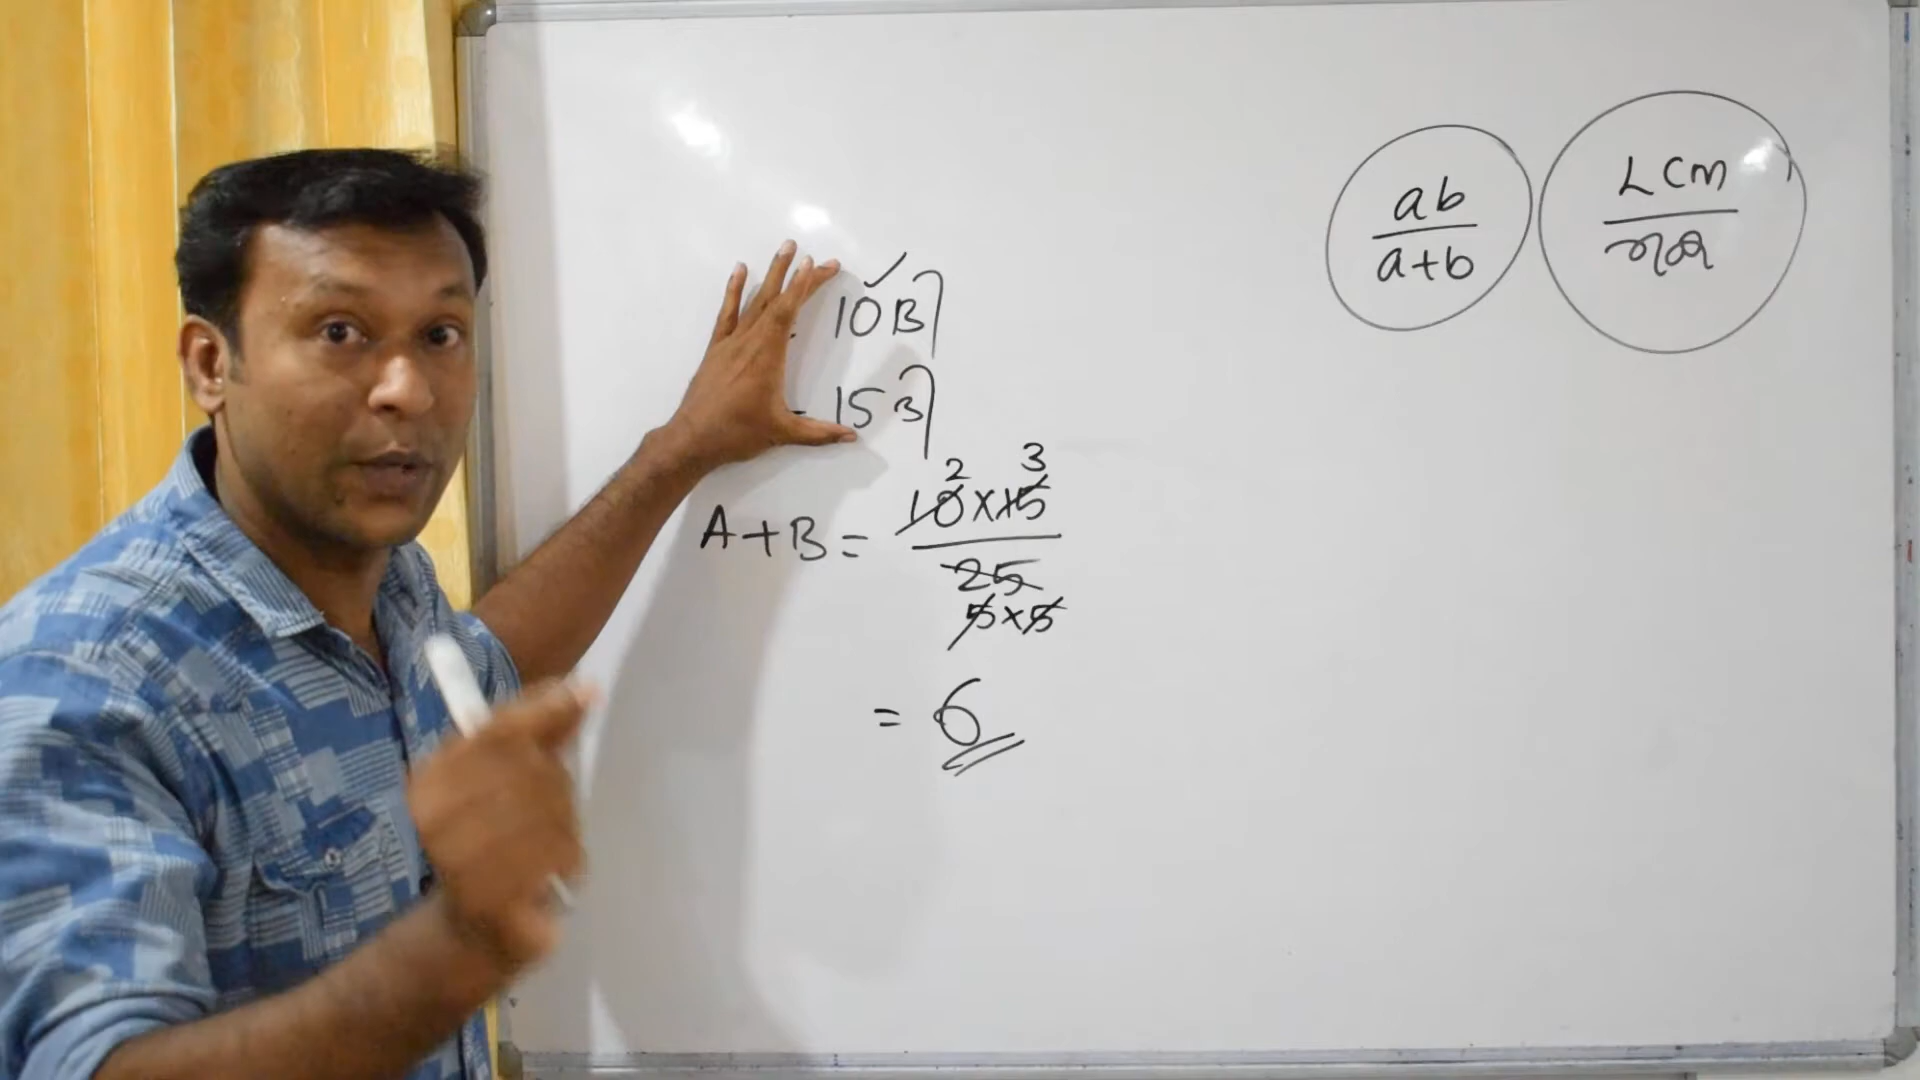 = 10 ദി
= 15 ദി
2 3
A+B = 10×15
25
5×5
= 6
ab
a+b
LCM